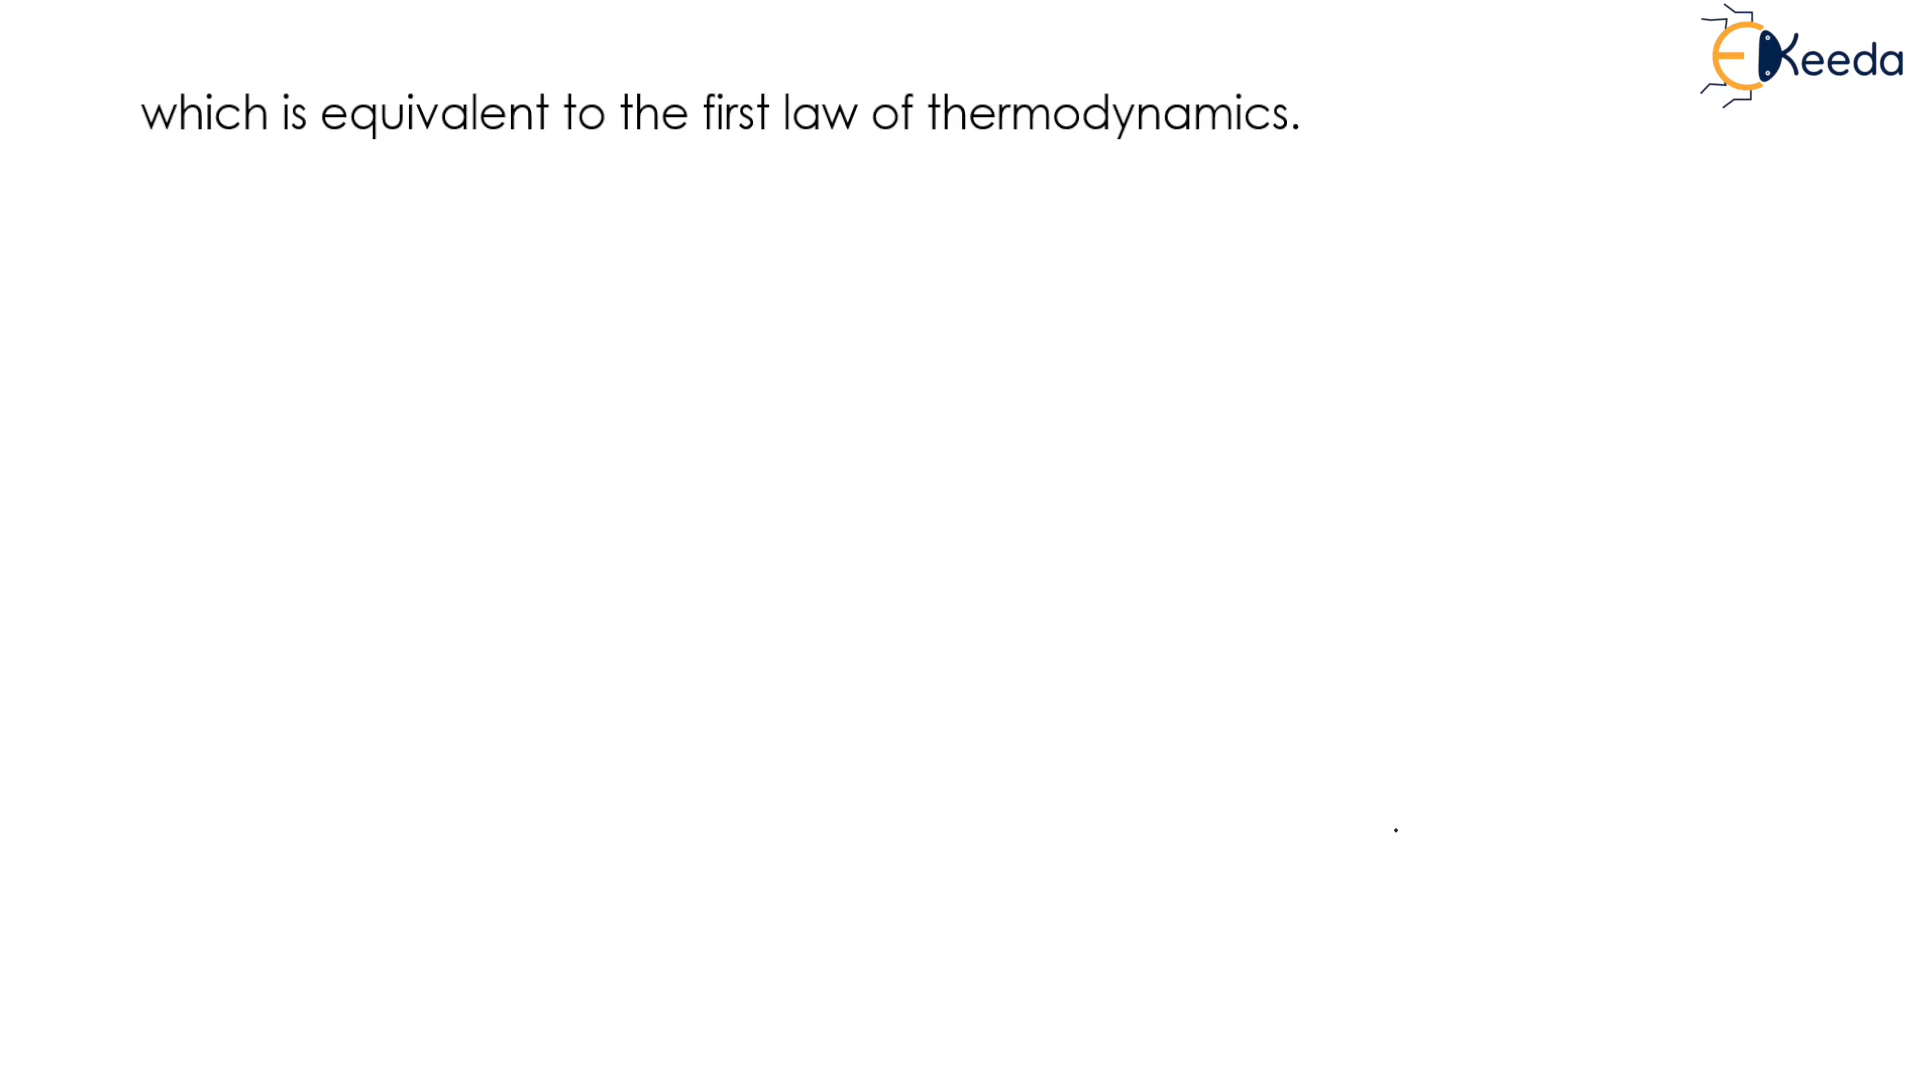 EKeeda
which is equivalent to the first law of thermodynamics.